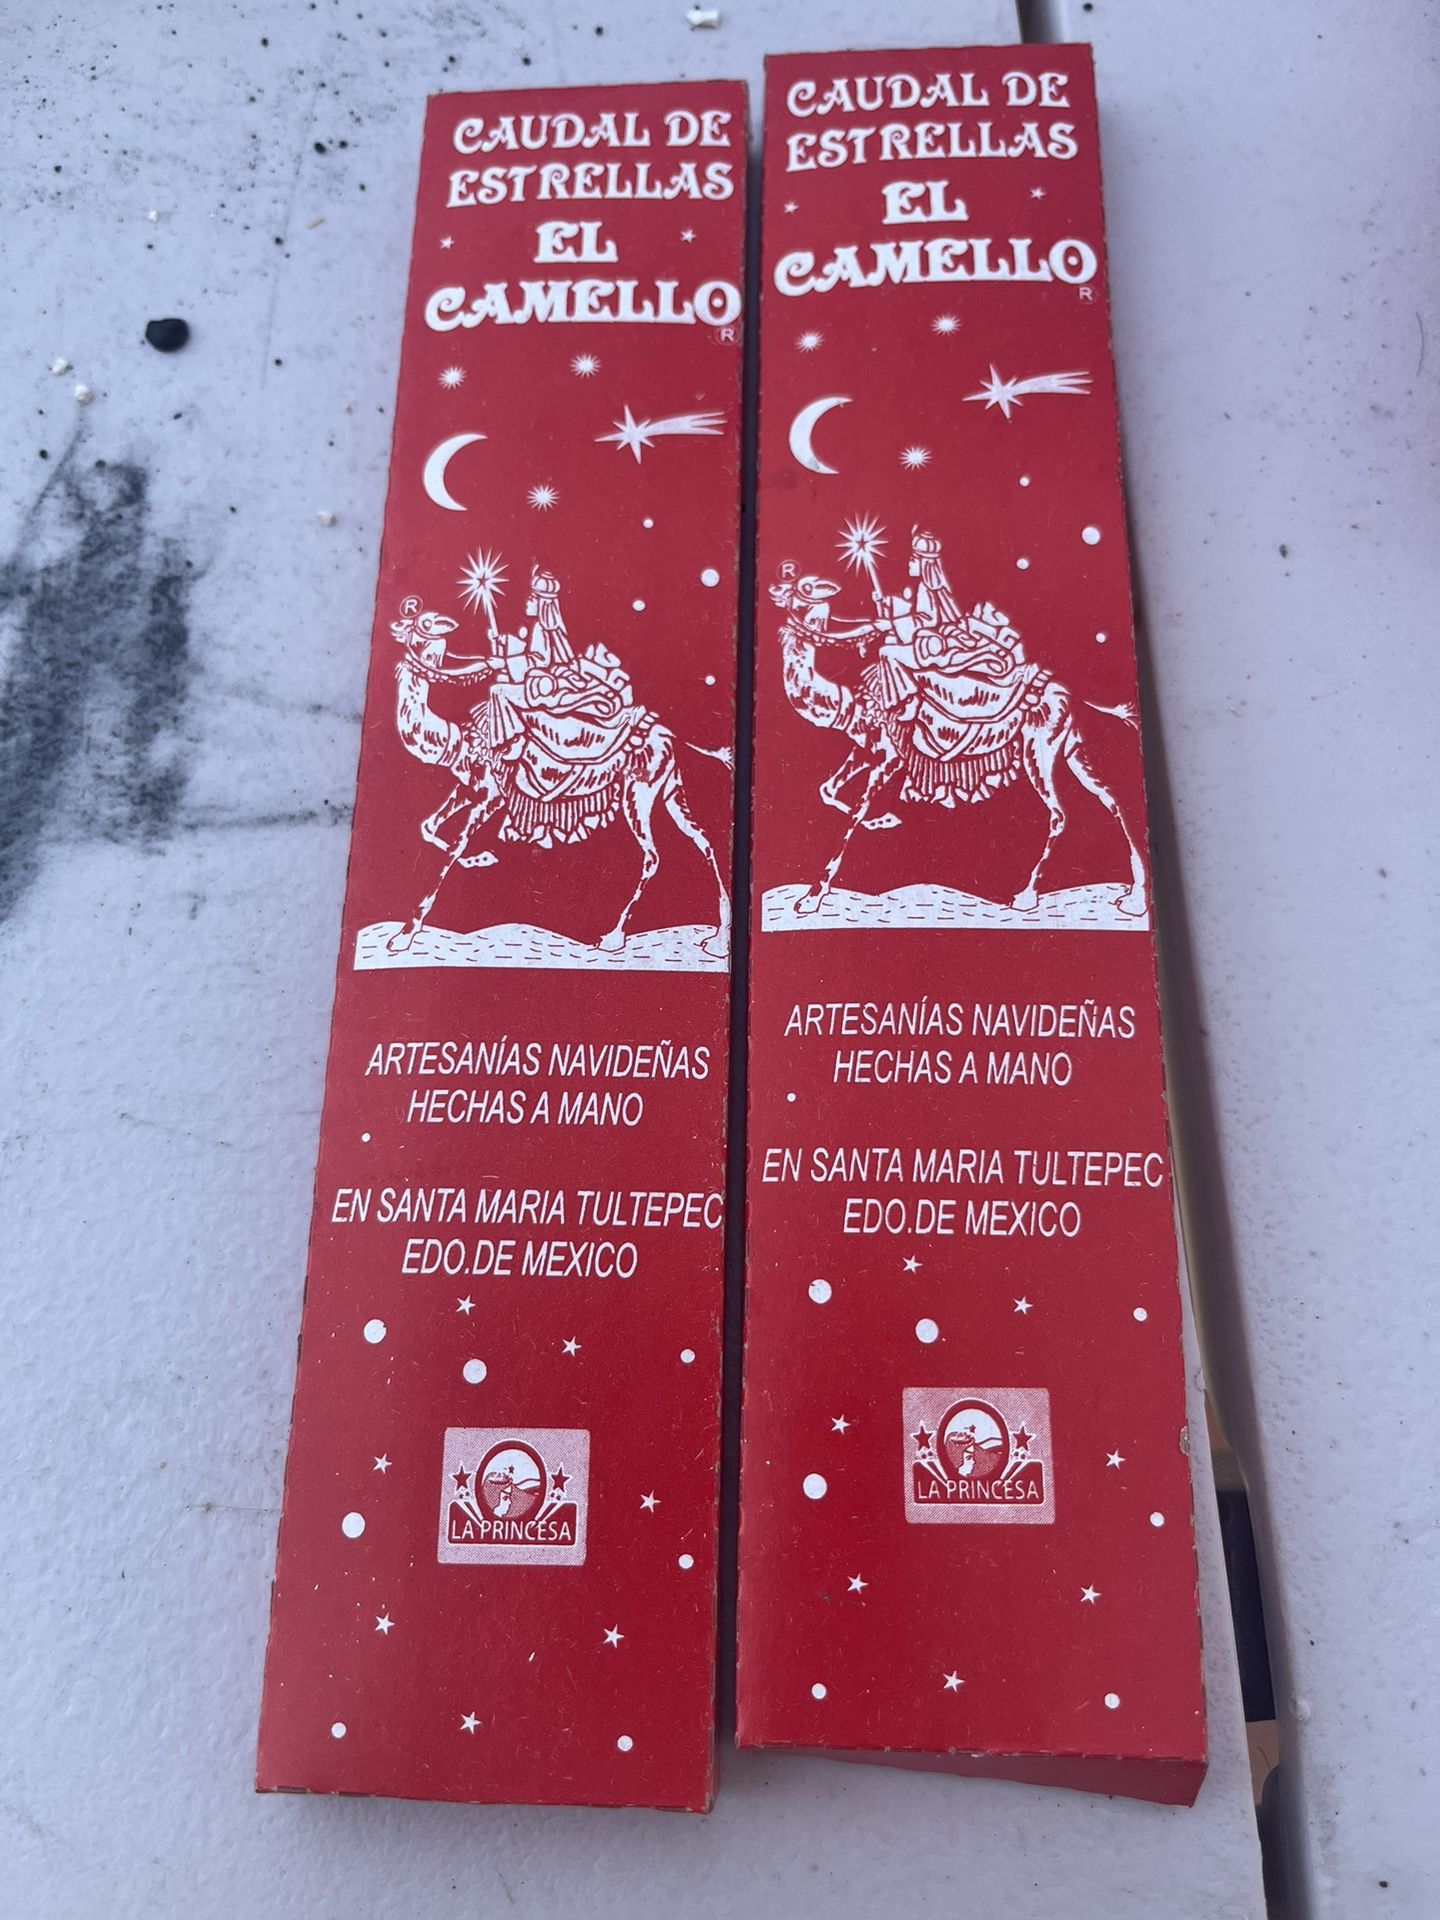 CAUDAL DE
ESTRELLAS
EL
CAMELLO
®
®
ARTESANÍAS NAVIDEÑAS
HECHAS A MANO
EN SANTA MARIA TULTEPEC
EDO.DE MEXICO
LA PRINCESA
CAUDAL DE
ESTRELLAS
EL
CAMELLO
®
®
ARTESANÍAS NAVIDEÑAS
HECHAS A MANO
EN SANTA MARIA TULTEPEC
EDO.DE MEXICO
LA PRINCESA